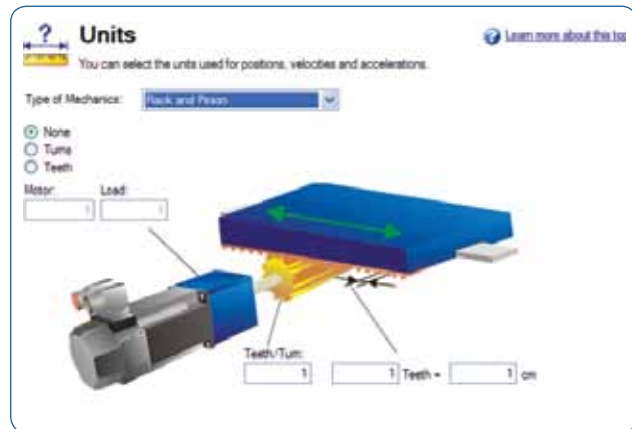 ?
Units
Learn more about this top
You can select the units used for positions, velocities and accelerations.
Type of Mechanics: Rack and Pinion
None
Turns
Teeth
Motor: Load:
1 1
Teeth/Turn:
1 1 Teeth = 1 cm